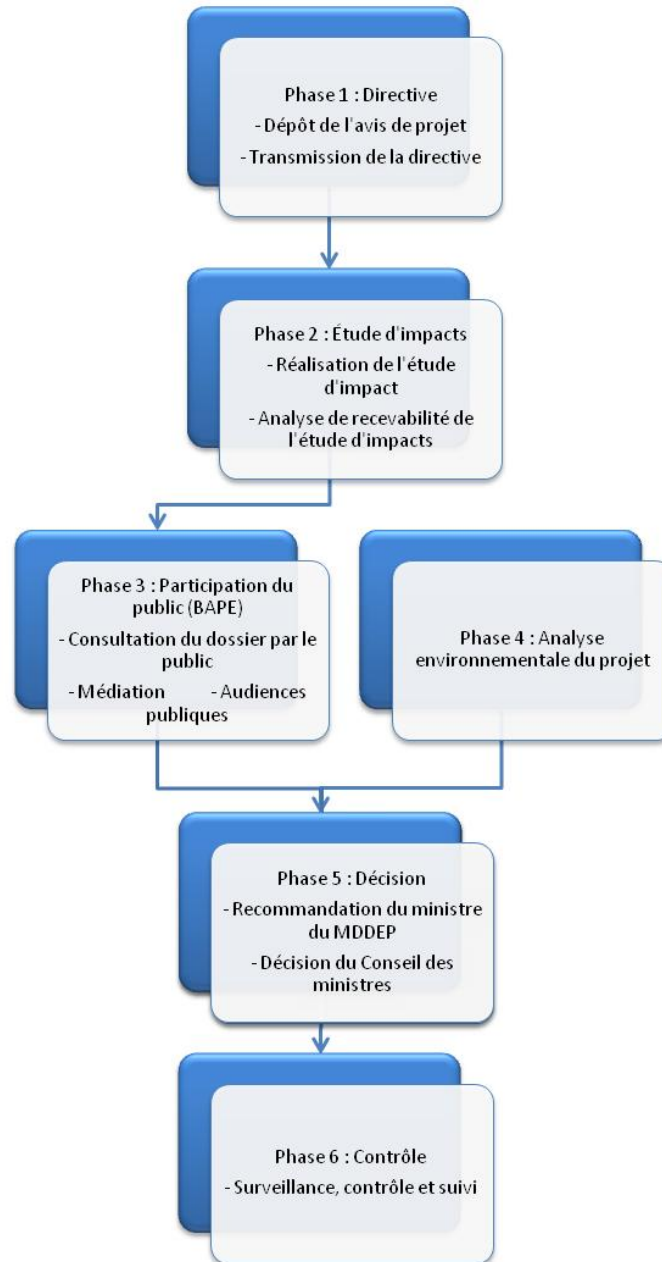 Phase 1 : Directive
- Dépôt de l'avis de projet
- Transmission de la directive
Phase 2 : Étude d'impacts
- Réalisation de l'étude
d'impact
- Analyse de recevabilité de
l'étude d'impacts
Phase 3 : Participation du
public (BAPE)
- Consultation du dossier par le
public
- Médiation - Audiences
publiques
Phase 4 : Analyse
environnementale du projet
Phase 5 : Décision
- Recommandation du ministre
du MDDEP
- Décision du Conseil des
ministres
Phase 6 : Contrôle
- Surveillance, contrôle et suivi